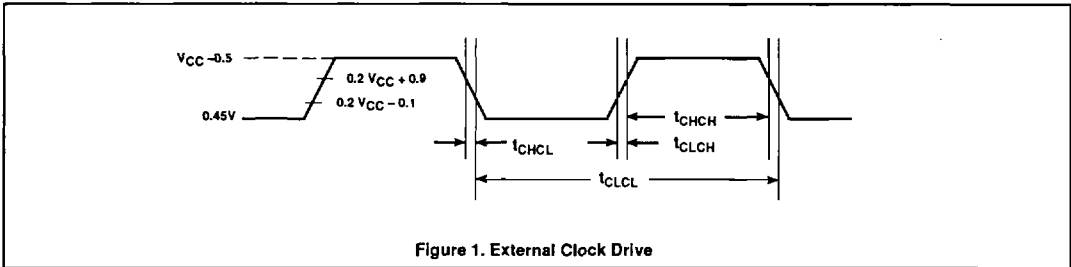 VCC –0.5
0.2 VCC + 0.9
0.2 VCC – 0.1
0.45V
tCHCH
tCHCL
tCLCH
tCLCL
Figure 1. External Clock Drive